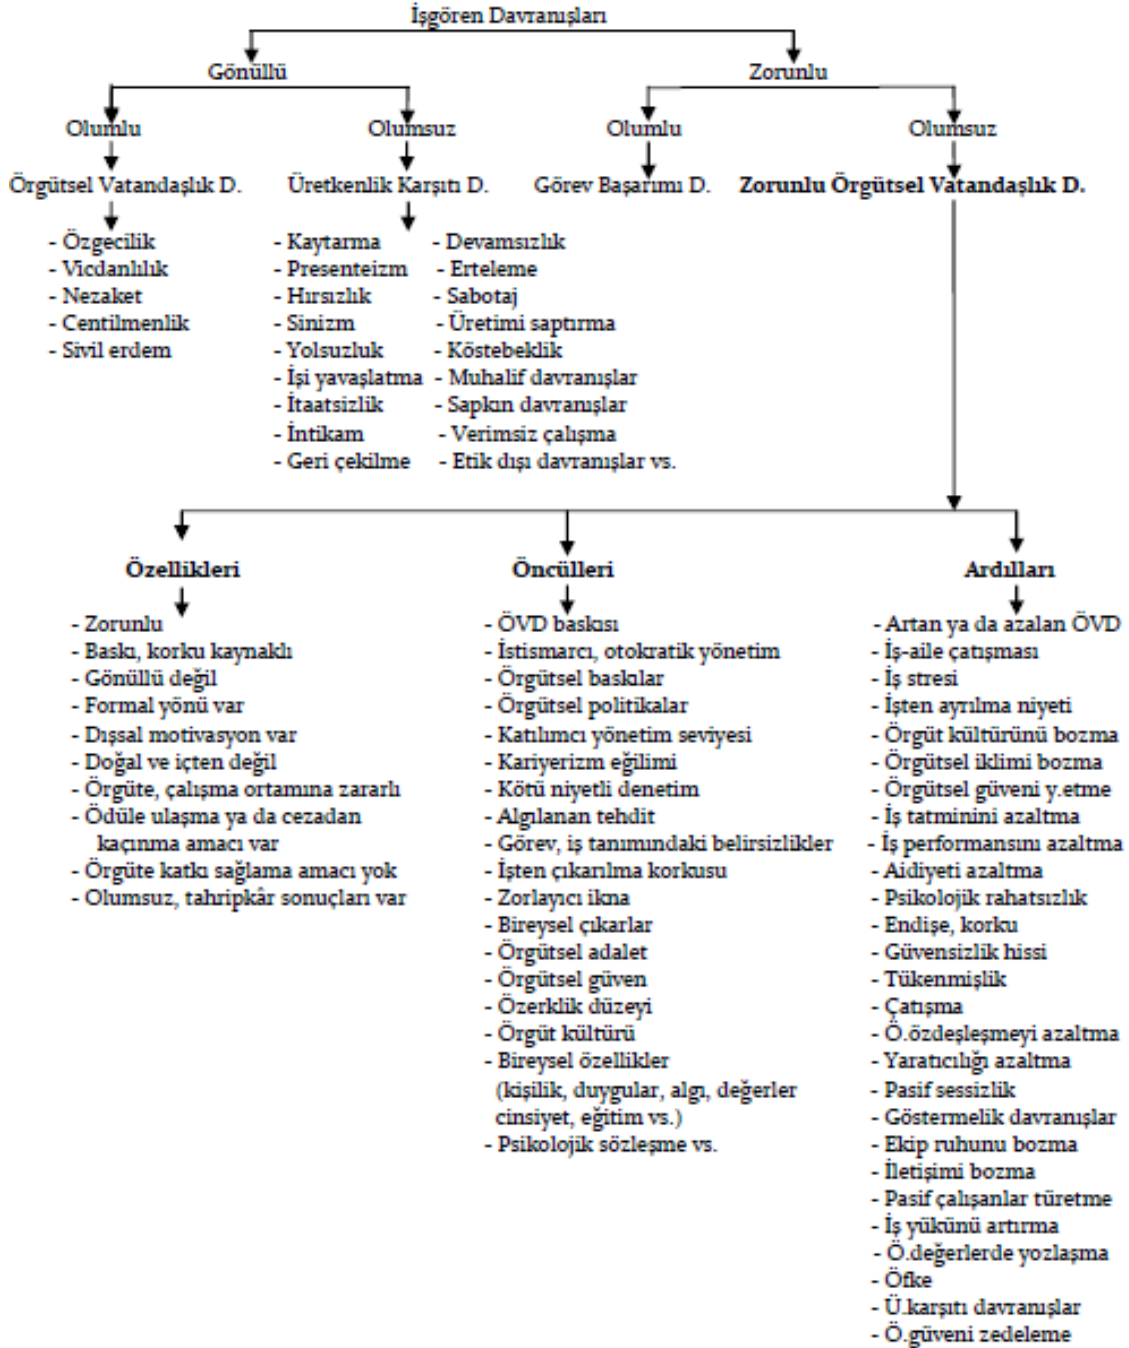 İşgören Davranışları
Gönüllü
Zorunlu
Olumlu
Olumsuz
Olumlu
Olumsuz
Örgütsel Vatandaşlık D.
Üretkenlik Karşıtı D.
Görev Başarımı D.
Zorunlu Örgütsel Vatandaşlık D.
- Özgecilik
- Vicdanlılık
- Nezaket
- Centilmenlik
- Sivil erdem
- Kaytarma
- Presenteizm
- Hırsızlık
- Sinizm
- Yolsuzluk
- İşi yavaşlatma
- İtaatsizlik
- İntikam
- Geri çekilme
- Devamsızlık
- Erteleme
- Sabotaj
- Üretimi saptırma
- Köstebeklik
- Muhalif davranışlar
- Sapkın davranışlar
- Verimsiz çalışma
- Etik dışı davranışlar vs.
Özellikleri
- Zorunlu
- Baskı, korku kaynaklı
- Gönüllü değil
- Formal yönü var
- Dışsal motivasyon var
- Doğal ve içten değil
- Örgüte, çalışma ortamına zararlı
- Ödüle ulaşma ya da cezadan
kaçınma amacı var
- Örgüte katkı sağlama amacı yok
- Olumsuz, tahripkâr sonuçları var
Öncülleri
- ÖVD baskısı
- İstismarcı, otokratik yönetim
- Örgütsel baskılar
- Örgütsel politikalar
- Katılımcı yönetim seviyesi
- Kariyerizm eğilimi
- Kötü niyetli denetim
- Algılanan tehdit
- Görev, iş tanımındaki belirsizlikler
- İşten çıkarılma korkusu
- Zorlayıcı ikna
- Bireysel çıkarlar
- Örgütsel adalet
- Örgütsel güven
- Özerklik düzeyi
- Örgüt kültürü
- Bireysel özellikler
(kişilik, duygular, algı, değerler
cinsiyet, eğitim vs.)
- Psikolojik sözleşme vs.
Ardılları
- Artan ya da azalan ÖVD
- İş-aile çatışması
- İş stresi
- İşten ayrılma niyeti
- Örgüt kültürünü bozma
- Örgütsel iklimi bozma
- Örgütsel güveni y.etme
- İş tatminini azaltma
- İş performansını azaltma
- Aidiyeti azaltma
- Psikolojik rahatsızlık
- Endişe, korku
- Güvensizlik hissi
- Tükenmişlik
- Çatışma
- Ö.özdeşleşmeyi azaltma
- Yaratıcılığı azaltma
- Pasif sessizlik
- Göstermelik davranışlar
- Ekip ruhunu bozma
- İletişimi bozma
- Pasif çalışanlar türetme
- İş yükünü artırma
- Ö.değerlerde yozlaşma
- Öfke
- Ü.karşıtı davranışlar
- Ö.güveni zedeleme